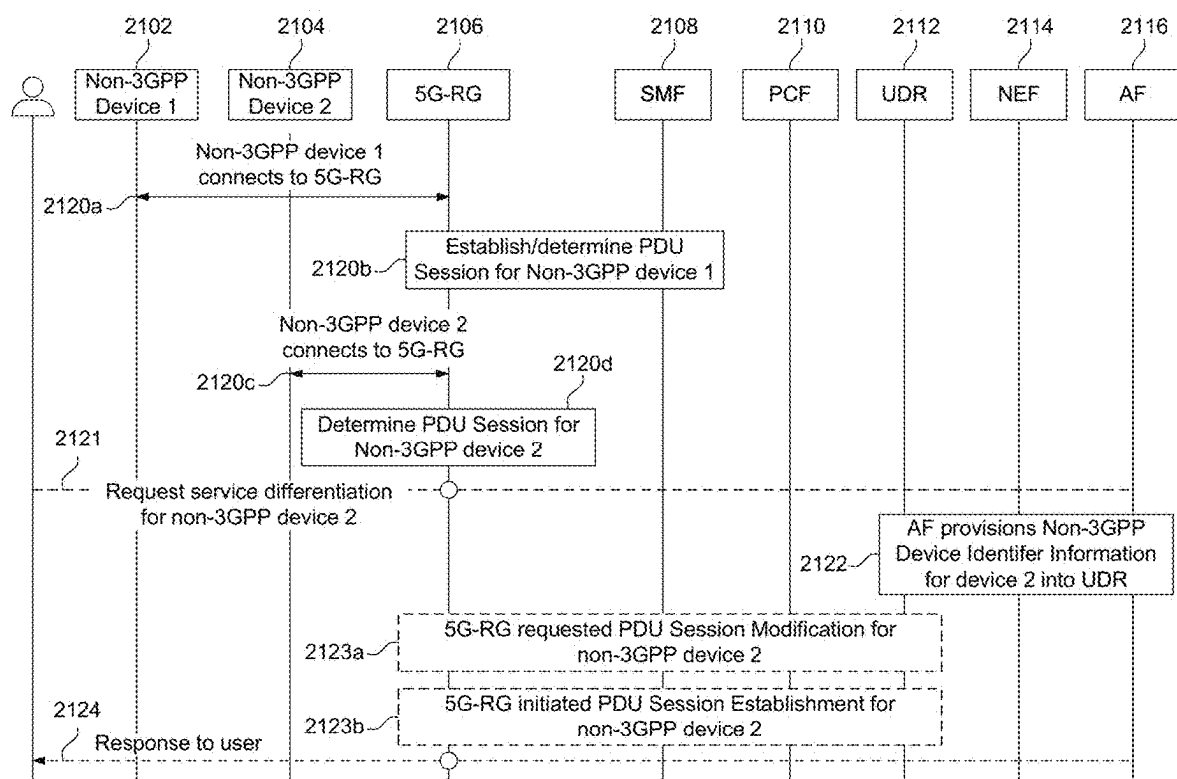 2102
2104
2106
2108
2110
2112
2114
2116
Non-3GPP
Device 1
Non-3GPP
Device 2
5G-RG
SMF
PCF
UDR
NEF
AF
Non-3GPP device 1
connects to 5G-RG
2120a
Establish/determine PDU
Session for Non-3GPP device 1
2120b
Non-3GPP device 2
connects to 5G-RG
2120c
2120d
Determine PDU Session for
Non-3GPP device 2
2121
Request service differentiation
for non-3GPP device 2
AF provisions Non-3GPP
Device Identifer Information
for device 2 into UDR
2122
5G-RG requested PDU Session Modification for
non-3GPP device 2
2123a
5G-RG initiated PDU Session Establishment for
non-3GPP device 2
2123b
2124
Response to user